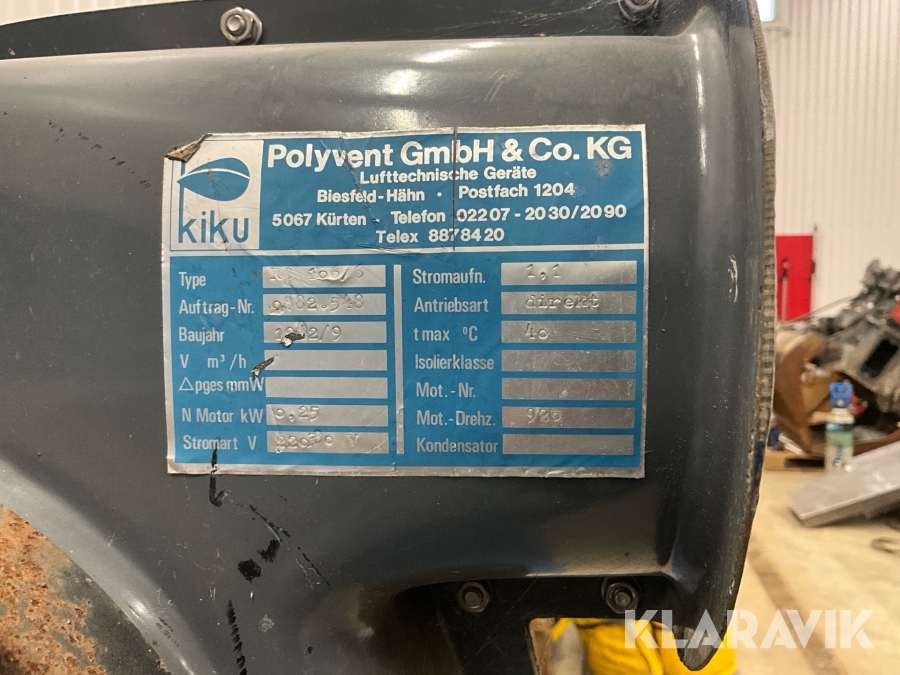 kiku
Polyvent GmbH & Co. KG
Lufttechnische Geräte
Biesfeld-Hähn · Postfach 1204
5067 Kürten - Telefon 02207-2030/2090
Telex 8878420
Type
Auftrag-Nr.
Baujahr
V m³/h
△pges mmW
N Motor kW 0,25
Stromart V
Stromaufn. 1,1
Antriebsart direkt
t max °C 40
Isolierklasse
Mot.-Nr.
Mot.-Drehz. 920
Kondensator
KLARAVIK